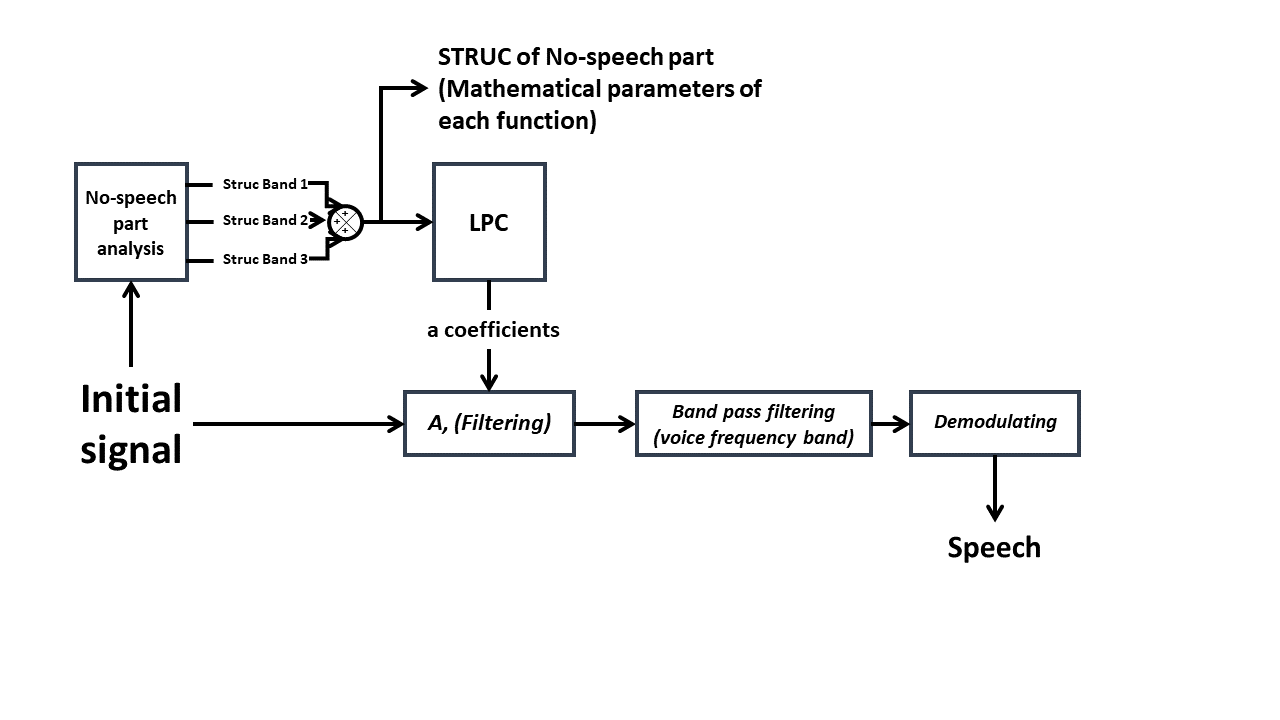 STRUC of No-speech part
(Mathematical parameters of
each function)
No-speech
part
analysis
Struc Band 1
Struc Band 2
Struc Band 3
+
+
+
LPC
a coefficients
Initial
signal
A, (Filtering)
Band pass filtering
(voice frequency band)
Demodulating
Speech